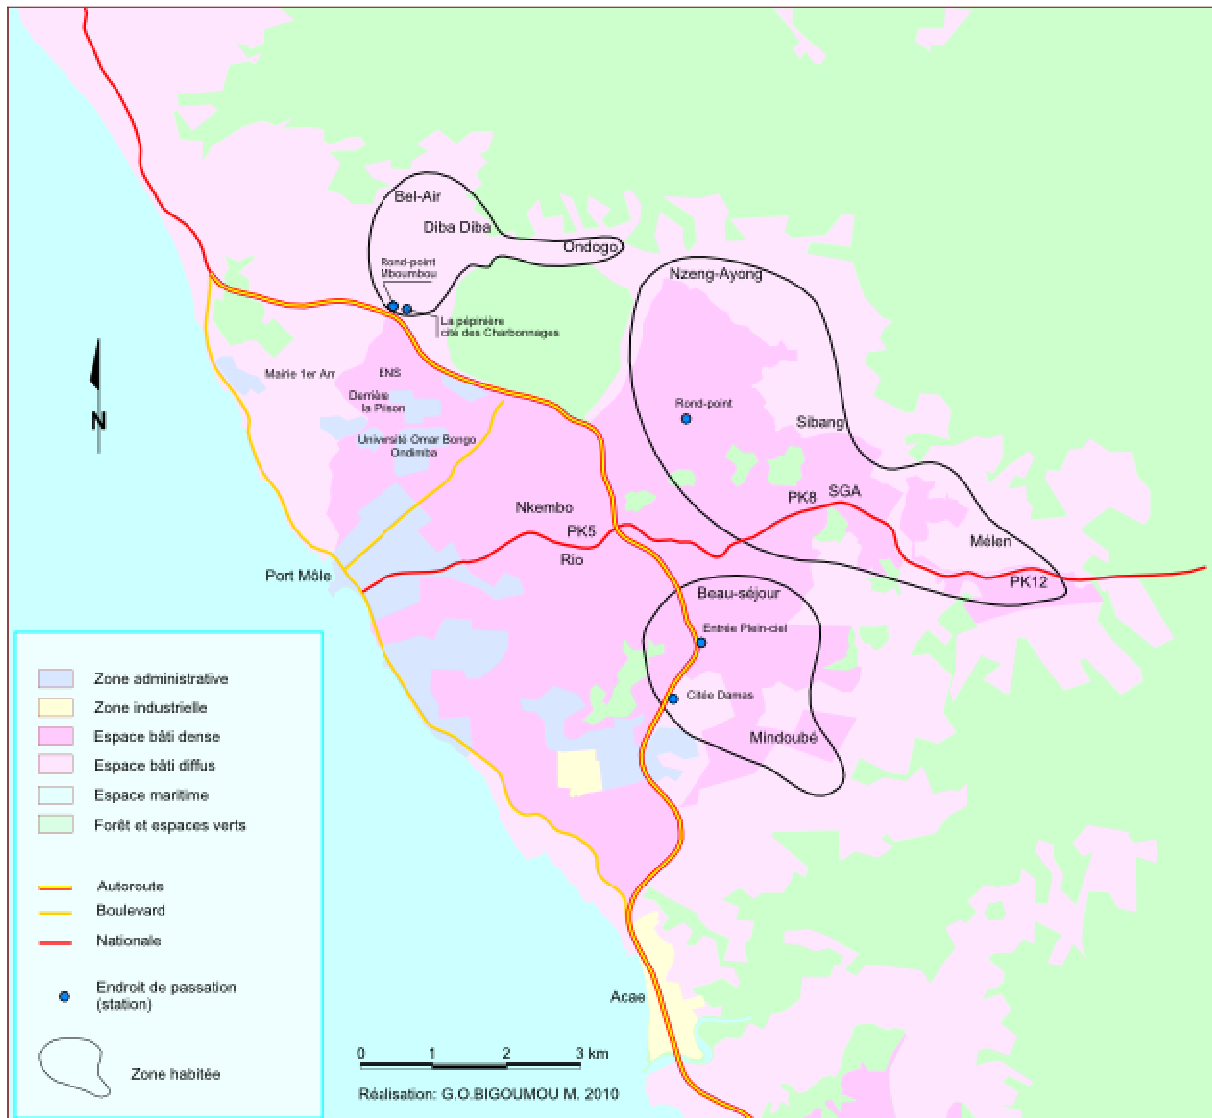 Bel-Air
Diba Diba
Ondogo
Rond-point
Mboumbou
Nzeng-Ayong
La pépinière
cité des Charbonnages
Mairie 1er Arr
ENS
Derrière
la Pison
Rond-point
Sibang
Université Omar Bongo
Ondimba
N
Nkembo
PK8
SGA
PK5
Rio
Mélen
Port Môle
PK12
Beau-séjour
Entrée Plein-ciel
Citée Damas
Mindoubé
Zone administrative
Zone industrielle
Espace bâti dense
Espace bâti diffus
Espace maritime
Forêt et espaces verts
Autoroute
Boulevard
Nationale
Endroit de passation
(station)
Zone habitée
Acae
0 1 2 3 km
Réalisation: G.O.BIGOUMOU M. 2010